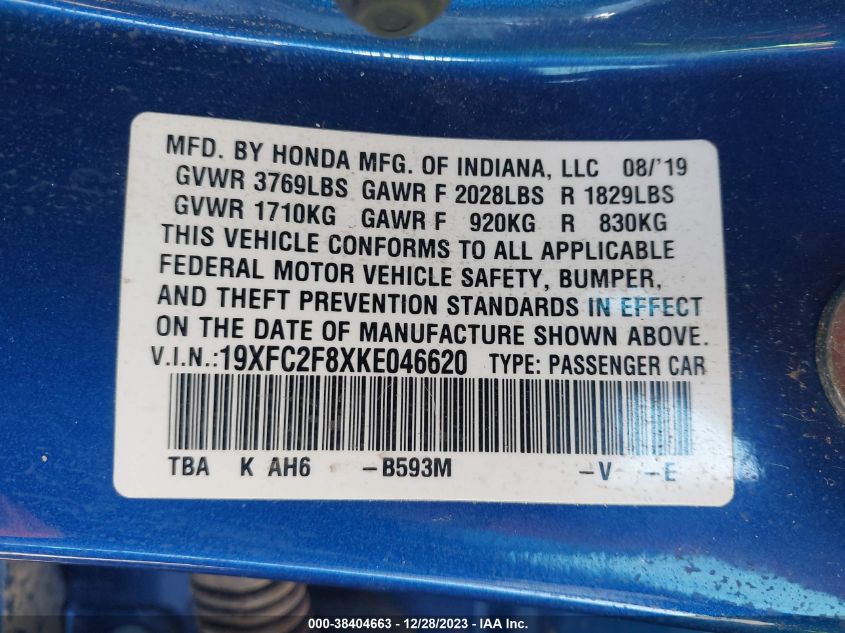 MFD. BY HONDA MFG. OF INDIANA, LLC 08/'19
GVWR 3769LBS GAWR F 2028LBS R 1829LBS
GVWR 1710KG GAWR F 920KG R 830KG
THIS VEHICLE CONFORMS TO ALL APPLICABLE
FEDERAL MOTOR VEHICLE SAFETY, BUMPER,
AND THEFT PREVENTION STANDARDS IN EFFECT
ON THE DATE OF MANUFACTURE SHOWN ABOVE.
V.I.N.:19XFC2F8XKE046620 TYPE: PASSENGER CAR
TBA K AH6 -B593M -V -E
000-38404663 - 12/28/2023 - IAA Inc.